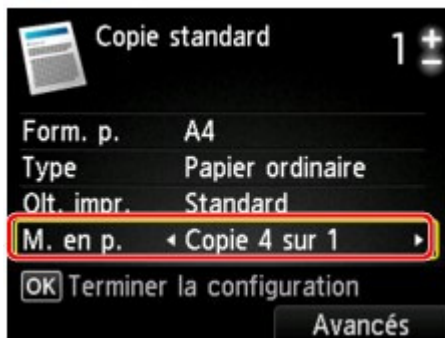 Copie standard
1
Form. p. A4
Type Papier ordinaire
Qlt. impr. Standard
M. en p. Copie 4 sur 1
OK Terminer la configuration
Avancés